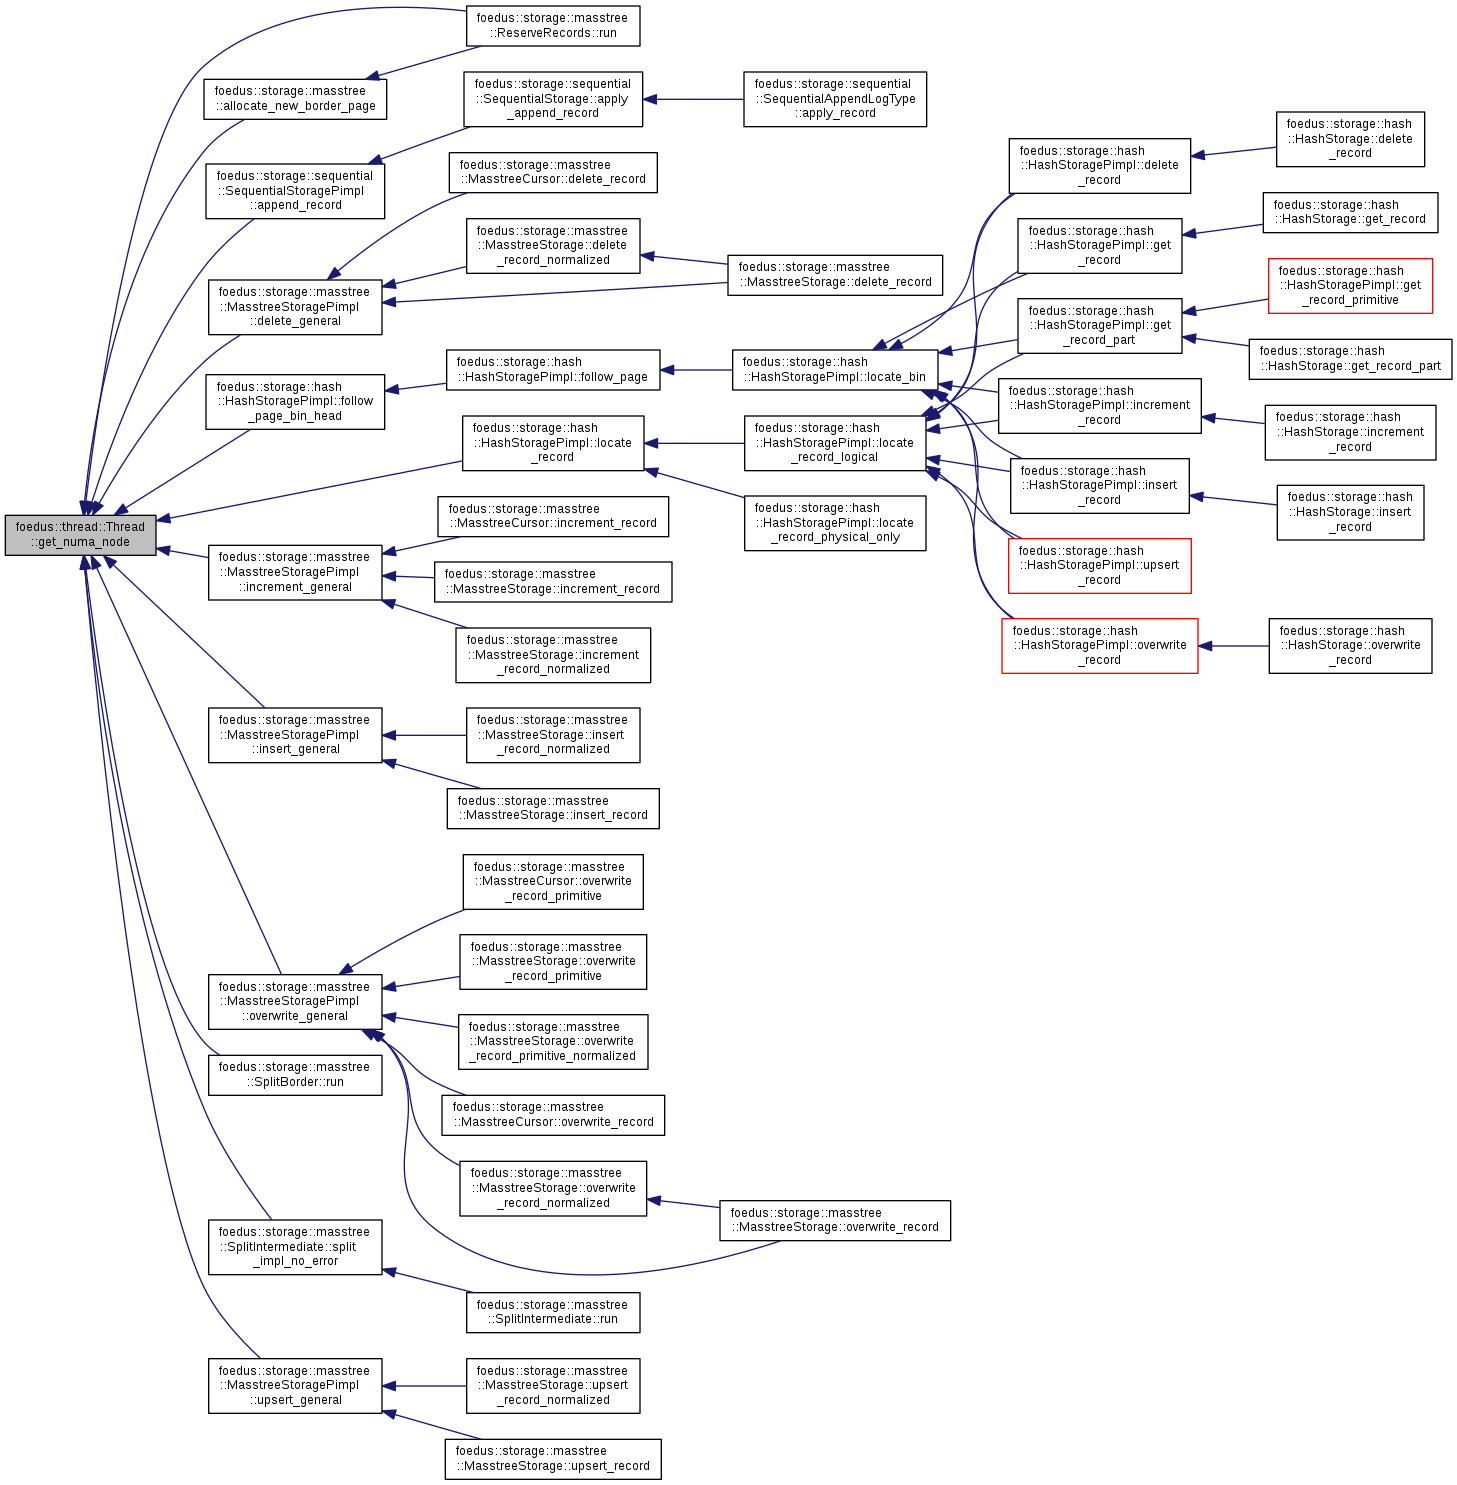 foedus::thread::Thread
::get_numa_node
foedus::storage::masstree
::ReserveRecords::run
foedus::storage::masstree
::allocate_new_border_page
foedus::storage::sequential
::SequentialStoragePimpl
::append_record
foedus::storage::sequential
::SequentialStorage::apply
_append_record
foedus::storage::sequential
::SequentialAppendLogType
::apply_record
foedus::storage::masstree
::MasstreeStoragePimpl
::delete_general
foedus::storage::masstree
::MasstreeCursor::delete_record
foedus::storage::masstree
::MasstreeStorage::delete
_record_normalized
foedus::storage::masstree
::MasstreeStorage::delete_record
foedus::storage::hash
::HashStoragePimpl::follow
_page_bin_head
foedus::storage::hash
::HashStoragePimpl::follow_page
foedus::storage::hash
::HashStoragePimpl::locate_bin
foedus::storage::hash
::HashStoragePimpl::delete
_record
foedus::storage::hash
::HashStorage::delete
_record
foedus::storage::hash
::HashStoragePimpl::get
_record
foedus::storage::hash
::HashStorage::get_record
foedus::storage::hash
::HashStoragePimpl::get
_record_part
foedus::storage::hash
::HashStoragePimpl::get
_record_primitive
foedus::storage::hash
::HashStorage::get_record_part
foedus::storage::hash
::HashStoragePimpl::increment
_record
foedus::storage::hash
::HashStorage::increment
_record
foedus::storage::hash
::HashStoragePimpl::insert
_record
foedus::storage::hash
::HashStorage::insert
_record
foedus::storage::hash
::HashStoragePimpl::upsert
_record
foedus::storage::hash
::HashStoragePimpl::overwrite
_record
foedus::storage::hash
::HashStorage::overwrite
_record
foedus::storage::hash
::HashStoragePimpl::locate
_record
foedus::storage::hash
::HashStoragePimpl::locate
_record_logical
foedus::storage::hash
::HashStoragePimpl::locate
_record_physical_only
foedus::storage::masstree
::MasstreeStoragePimpl
::increment_general
foedus::storage::masstree
::MasstreeCursor::increment_record
foedus::storage::masstree
::MasstreeStorage::increment_record
foedus::storage::masstree
::MasstreeStorage::increment
_record_normalized
foedus::storage::masstree
::MasstreeStoragePimpl
::insert_general
foedus::storage::masstree
::MasstreeStorage::insert
_record_normalized
foedus::storage::masstree
::MasstreeStorage::insert_record
foedus::storage::masstree
::MasstreeStoragePimpl
::overwrite_general
foedus::storage::masstree
::MasstreeCursor::overwrite
_record_primitive
foedus::storage::masstree
::MasstreeStorage::overwrite
_record_primitive
foedus::storage::masstree
::MasstreeStorage::overwrite
_record_primitive_normalized
foedus::storage::masstree
::MasstreeCursor::overwrite_record
foedus::storage::masstree
::MasstreeStorage::overwrite
_record_normalized
foedus::storage::masstree
::MasstreeStorage::overwrite_record
foedus::storage::masstree
::SplitBorder::run
foedus::storage::masstree
::SplitIntermediate::split
_impl_no_error
foedus::storage::masstree
::SplitIntermediate::run
foedus::storage::masstree
::MasstreeStoragePimpl
::upsert_general
foedus::storage::masstree
::MasstreeStorage::upsert
_record_normalized
foedus::storage::masstree
::MasstreeStorage::upsert_record